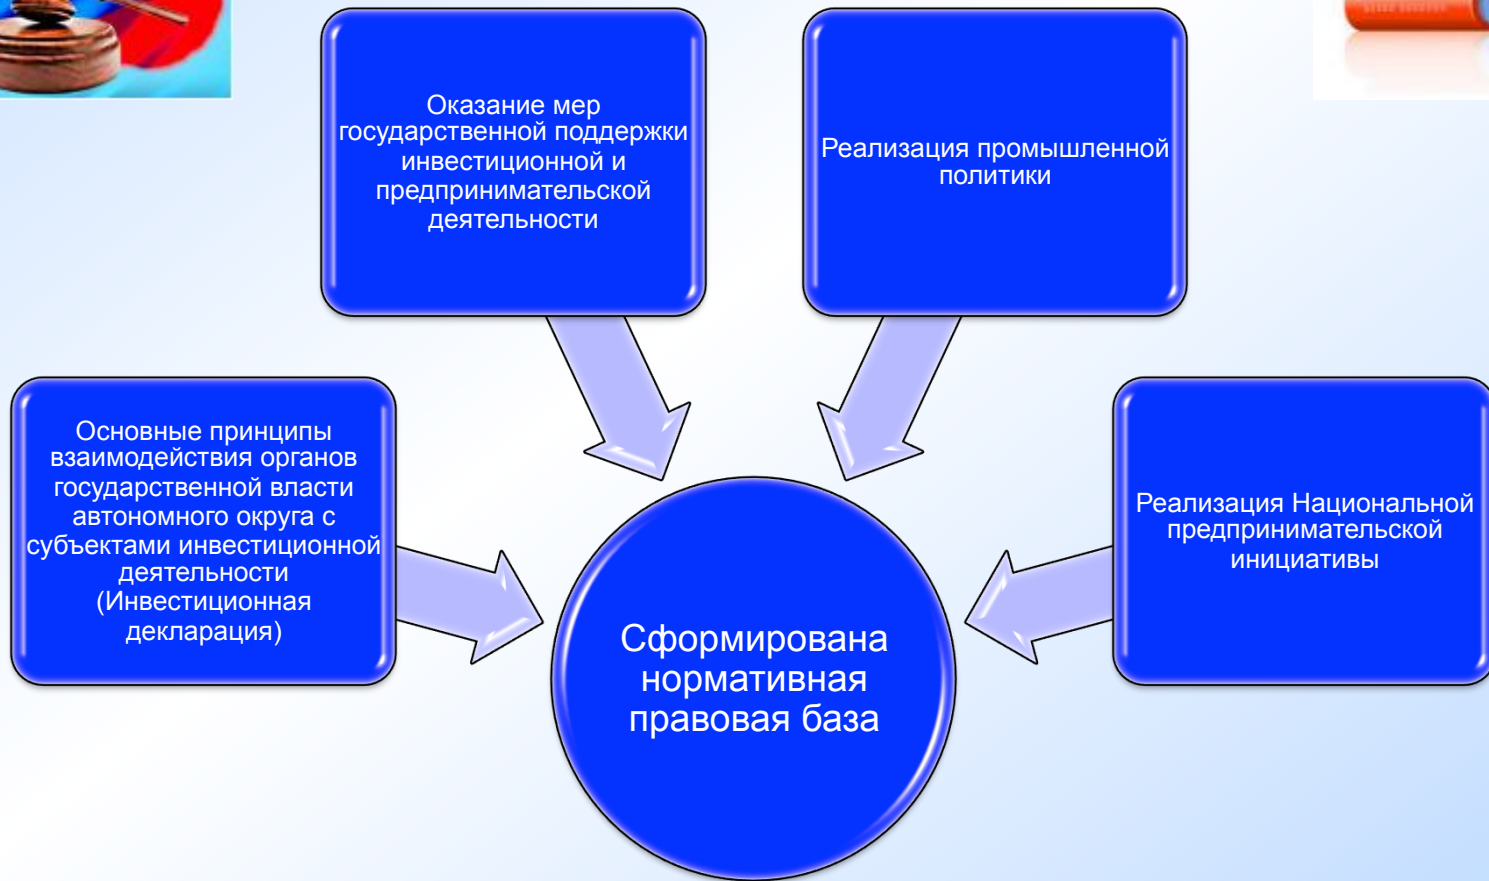 Оказание мер
государственной поддержки
инвестиционной и
предпринимательской
деятельности
Реализация промышленной
политики
Основные принципы
взаимодействия органов
государственной власти
автономного округа с
субъектами инвестиционной
деятельности
(Инвестиционная
декларация)
Реализация Национальной
предпринимательской
инициативы
Сформирована
нормативная
правовая база